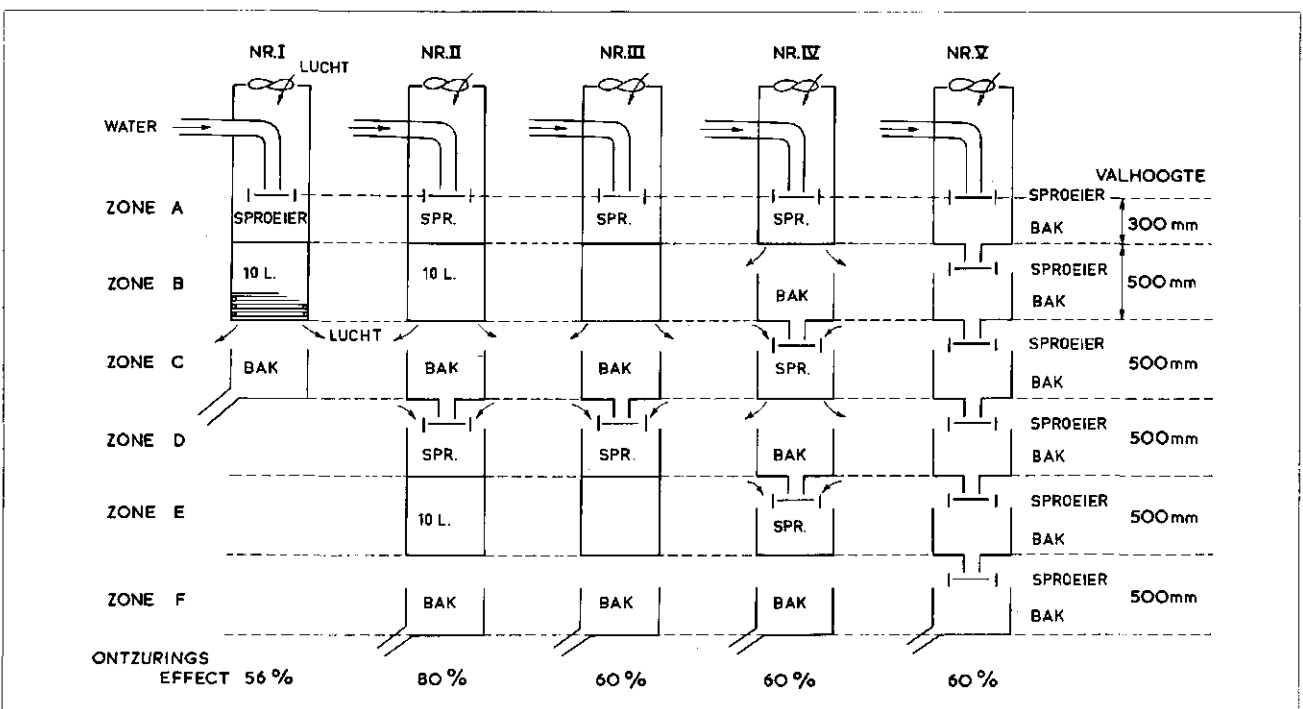 NR.I NR.II NR.III NR.IV NR.V
LUCHT
WATER
VALHOOGTE
SPROEIER
ZONE A SPROEIER SPR. SPR. SPR. BAK 300 mm
10 L. 10 L. SPROEIER
ZONE B BAK BAK 500 mm
LUCHT SPROEIER
ZONE C BAK BAK BAK SPR. BAK 500mm
SPROEIER
ZONE D SPR. SPR. BAK BAK 500mm
SPROEIER
ZONE E 10 L. SPR. BAK 500mm
SPROEIER
ZONE F BAK BAK BAK BAK 500mm
ONTZURINGS
EFFECT 56 % 80 % 60 % 60 % 60 %